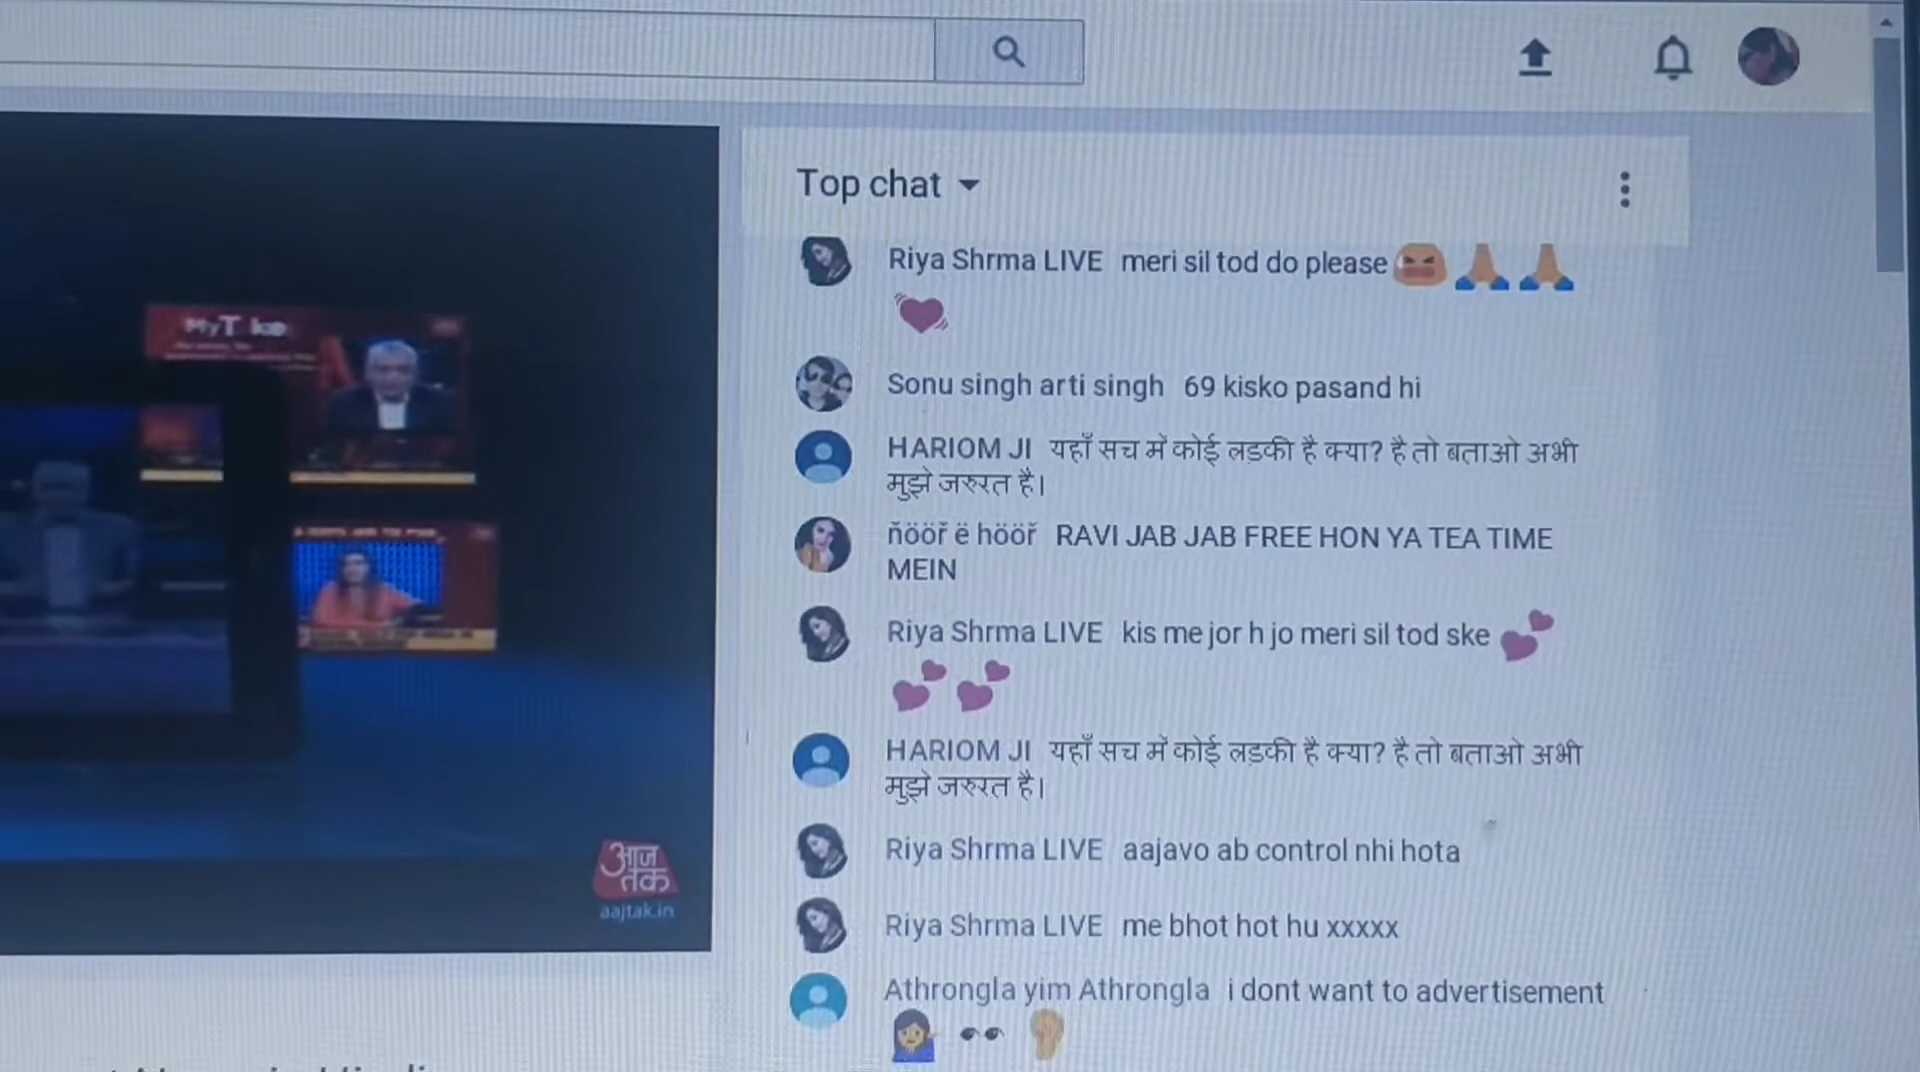 Top chat
Riya Shrma LIVE meri sil tod do please
Sonu singh arti singh 69 kisko pasand hi
HARIOM JI यहाँ सच में कोई लड़की है क्या? है तो बताओ अभी
मुझे जरुरत है।
ñöör ë höör RAVI JAB JAB FREE HON YA TEA TIME
MEIN
Riya Shrma LIVE kis me jor h jo meri sil tod ske
HARIOM JI यहाँ सच में कोई लड़की है क्या? है तो बताओ अभी
मुझे जरुरत है।
Riya Shrma LIVE aajavo ab control nhi hota
Riya Shrma LIVE me bhot hot hu xxxxx
Athrongla yim Athrongla i dont want to advertisement
आज
तक
aajtak.in